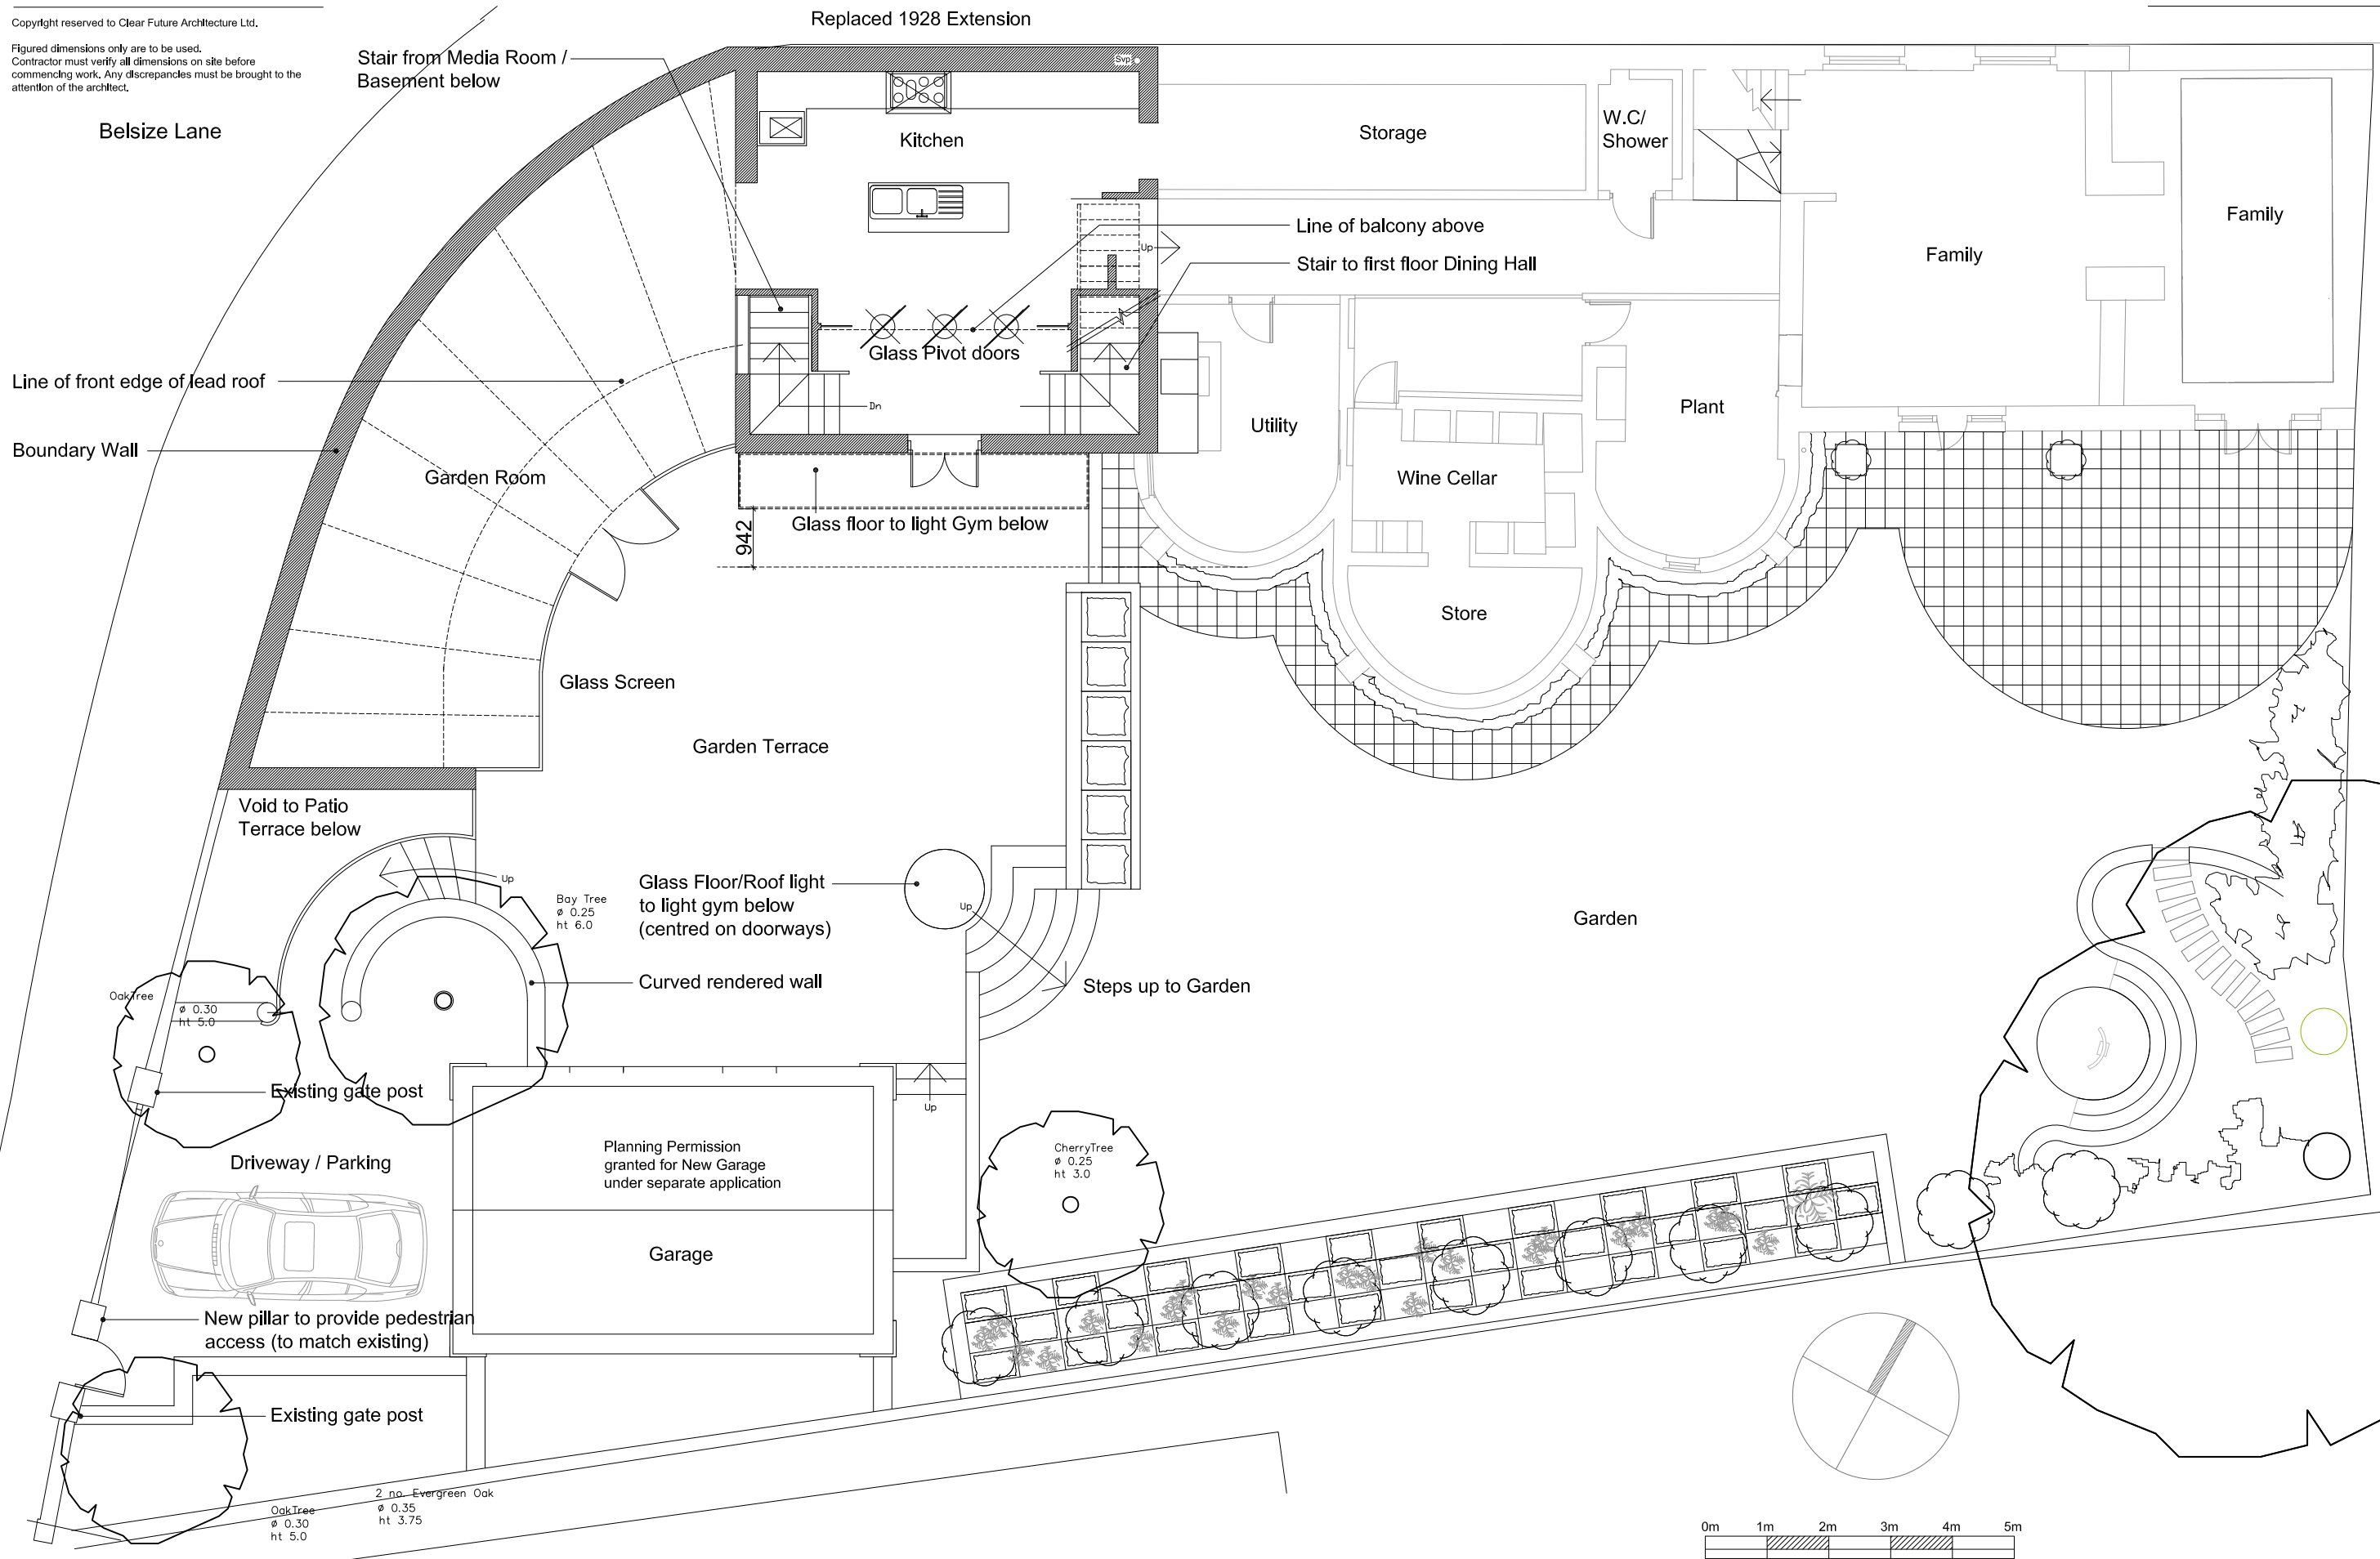 Copyright reserved to Clear Future Architecture Ltd.
Figured dimensions only are to be used.
Contractor must verify all dimensions on site before
commencing work. Any discrepancies must be brought to the
attention of the architect.
Belsize Lane
Replaced 1928 Extension
Stair from Media Room /
Basement below
Svp
Kitchen
Storage
W.C/
Shower
Family
Family
Line of balcony above
Up
Stair to first floor Dining Hall
Glass Pivot doors
Line of front edge of lead roof
Dn
Boundary Wall
Garden Room
Utility
Plant
Wine Cellar
Glass floor to light Gym below
942
Store
Glass Screen
Garden Terrace
Void to Patio
Terrace below
Up
Bay Tree
ø 0.25
ht 6.0
Glass Floor/Roof light
to light gym below
(centred on doorways)
Up
Garden
Curved rendered wall
Steps up to Garden
OakTree
ø 0.30
ht 5.0
Existing gate post
Up
Planning Permission
granted for New Garage
under separate application
CherryTree
ø 0.25
ht 3.0
Driveway / Parking
Garage
New pillar to provide pedestrian
access (to match existing)
Existing gate post
OakTree
ø 0.30
ht 5.0
2 no. Evergreen Oak
ø 0.35
ht 3.75
0m 1m 2m 3m 4m 5m